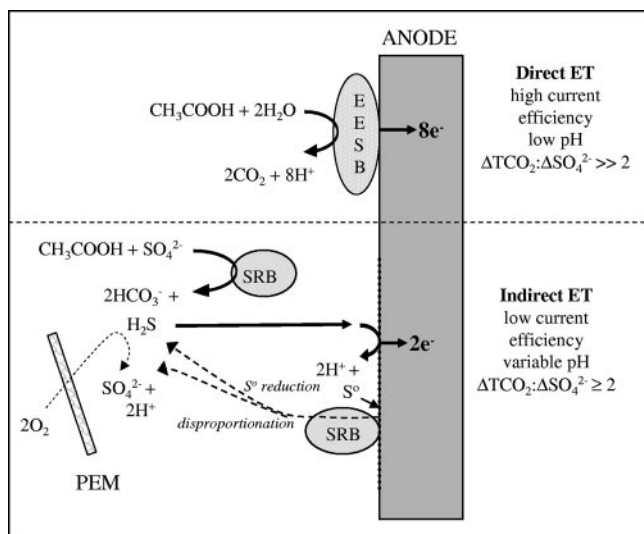 ANODE
CH₃COOH + 2H₂O
2CO₂ + 8H⁺
E
E
S
B
8e⁻
Direct ET
high current
efficiency
low pH
ΔTCO₂:ΔSO₄²⁻ >> 2
CH₃COOH + SO₄²⁻
SRB
2HCO₃⁻ +
H₂S
2e⁻
2H⁺ +
S⁰
SO₄²⁻ +
2H⁺
2O₂
PEM
S⁰ reduction
disproportionation
SRB
Indirect ET
low current
efficiency
variable pH
ΔTCO₂:ΔSO₄²⁻ ≥ 2